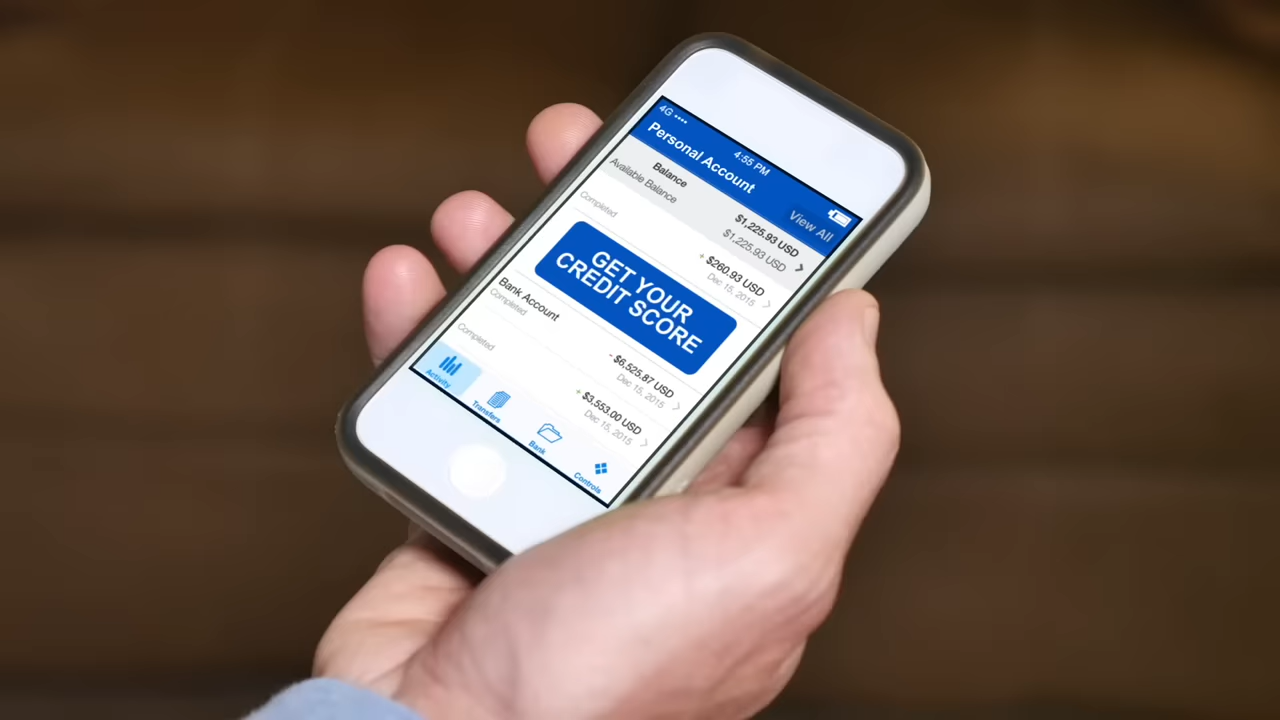 4G
4:55 PM
Personal Account
View All
Balance
$1,225.93 USD
Available Balance
$1,225.93 USD
Completed
+ $260.93 USD
Dec 15, 2015
GET YOUR
CREDIT SCORE
Bank Account
Completed
- $6,525.87 USD
Dec 15, 2015
Completed
+ $3,553.00 USD
Dec 15, 2015
Activity
Transfers
Bank
Controls